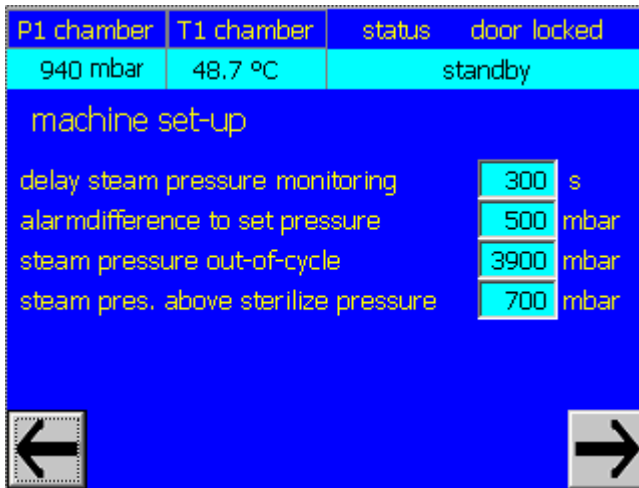 P1 chamber T1 chamber status door locked
940 mbar 48.7 ºC standby
machine set-up
delay steam pressure monitoring 300 s
alarmdifference to set pressure 500 mbar
steam pressure out-of-cycle 3900 mbar
steam pres. above sterilize pressure 700 mbar